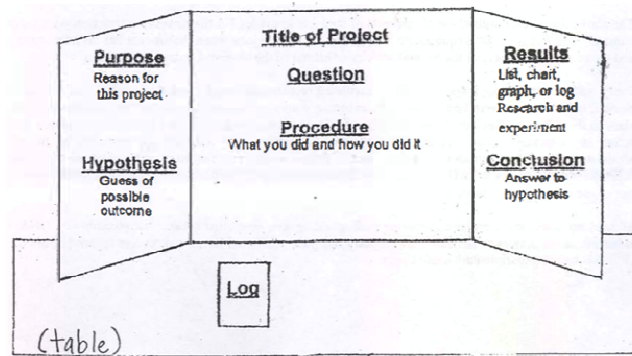 Purpose
Reason for
this project
Hypothesis
Guess of
possible
outcome
Title of Project
Question
Procedure
What you did and how you did it
Results
List, chart,
graph, or log
Research and
experiment
Conclusion
Answer to
hypothesis
Log
(table)